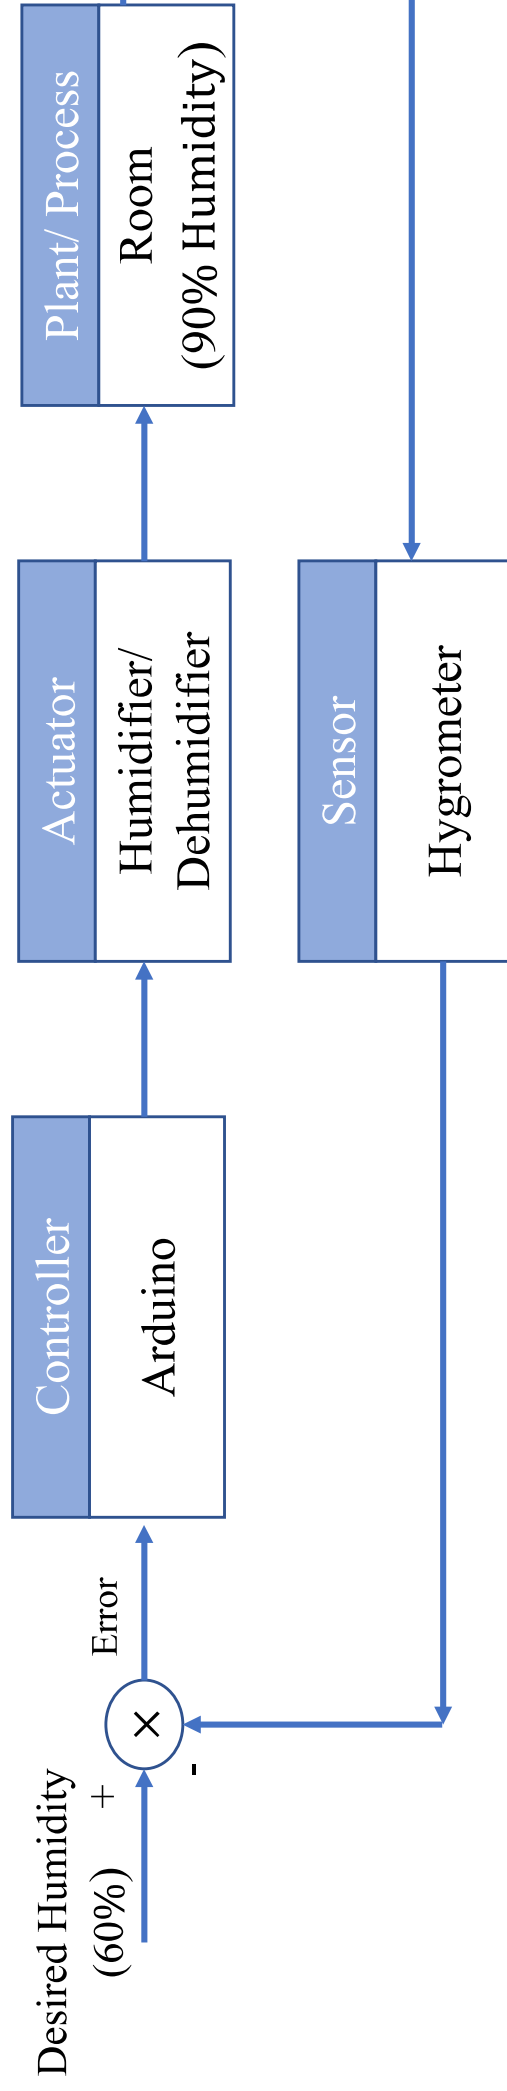 Desired Humidity
(60%)
+
-
×
Error
Controller
Arduino
Actuator
Humidifier/
Dehumidifier
Plant/ Process
Room
(90% Humidity)
Sensor
Hygrometer